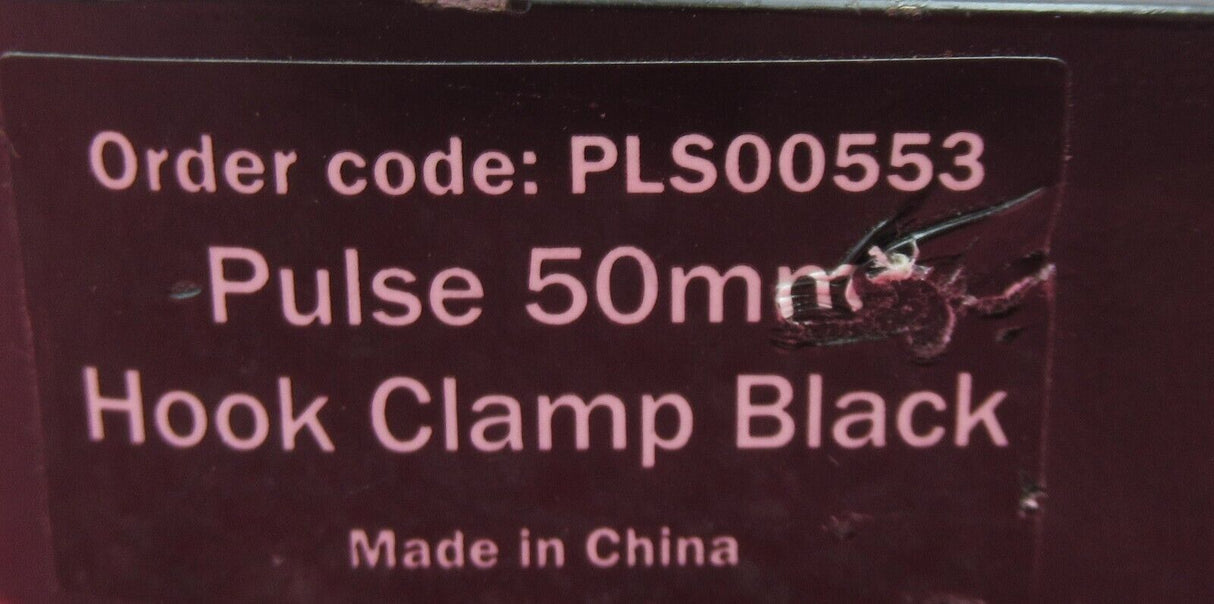 Order code: PLS00553
Pulse 50mm
Hook Clamp Black
Made in China